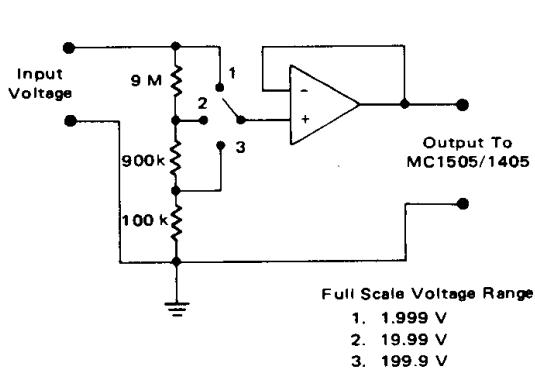 Input
Voltage
9 M
1
2
3
900k
100 k
-
+
Output To
MC1505/1405
Full Scale Voltage Range
1. 1.999 V
2. 19.99 V
3. 199.9 V